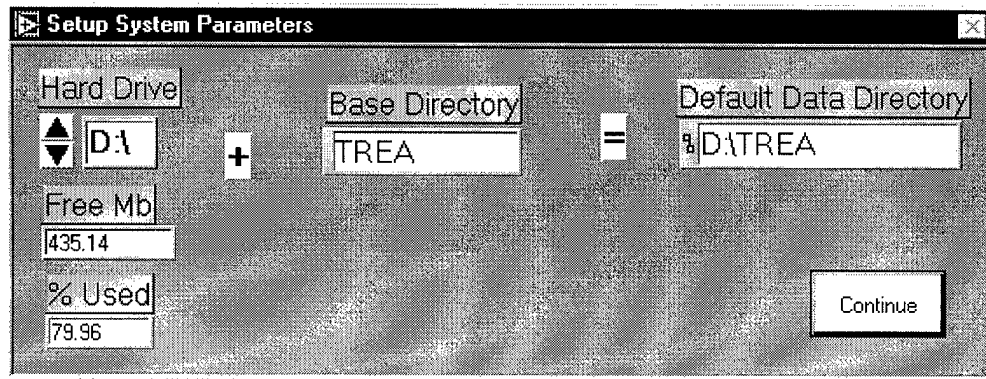 Setup System Parameters
Hard Drive
D:\
+
Base Directory
TREA
=
Default Data Directory
%D:\TREA
Free Mb
435.14
% Used
79.96
Continue